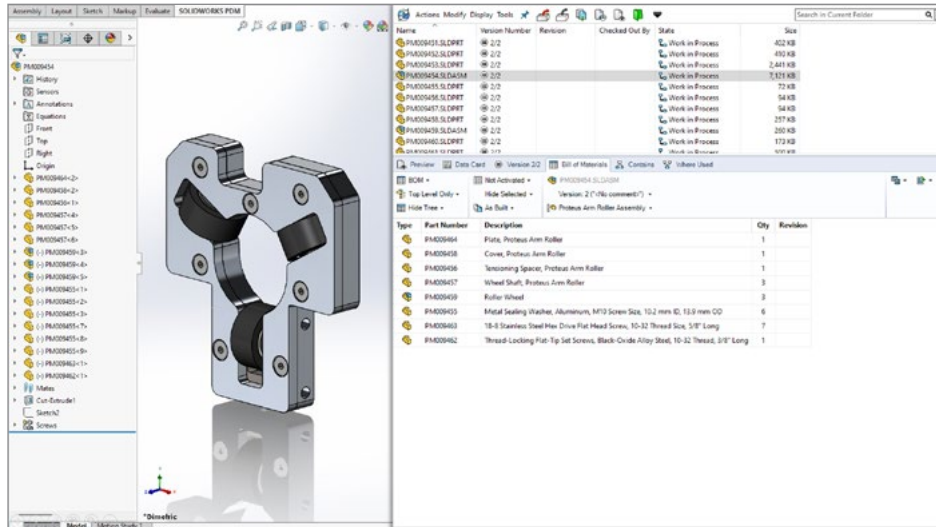 Assembly Layout Sketch Markup Evaluate SOLIDWORKS PDM
PM009454
History
Sensors
Annotations
Equations
Front
Top
Right
Origin
PM009464<2>
PM009458<2>
PM009456<1>
PM009457<4>
PM009457<5>
PM009457<6>
(-) PM009459<3>
(-) PM009459<4>
(-) PM009459<5>
(-) PM009455<1>
(-) PM009455<2>
(-) PM009455<3>
(-) PM009455<7>
(-) PM009455<8>
(-) PM009455<9>
(-) PM009463<1>
(-) PM009462<1>
Mates
Cut-Extrude1
Sketch2
Screws
*Dimetric
Model Motion Study 1
Actions Modify Display Tools
Search in Current Folder
Name Version Number Revision Checked Out By State Size
PM009451.SLDPRT 2/2 Work in Process 402 KB
PM009452.SLDPRT 2/2 Work in Process 490 KB
PM009453.SLDPRT 2/2 Work in Process 2,441 KB
PM009454.SLDASM 2/2 Work in Process 7,121 KB
PM009455.SLDPRT 2/2 Work in Process 72 KB
PM009456.SLDPRT 2/2 Work in Process 94 KB
PM009457.SLDPRT 2/2 Work in Process 94 KB
PM009458.SLDPRT 2/2 Work in Process 257 KB
PM009459.SLDASM 2/2 Work in Process 260 KB
PM009460.SLDPRT 2/2 Work in Process 173 KB
Preview Data Card Version 2/2 Bill of Materials Contains Where Used
BOM Not Activated PM009454.SLDASM
Top Level Only Hide Selected Version: 2 ("<No comment>")
Hide Tree As Built Proteus Arm Roller Assembly
Type Part Number Description Qty Revision
PM009464 Plate, Proteus Arm Roller 1
PM009458 Cover, Proteus Arm Roller 1
PM009456 Tensioning Spacer, Proteus Arm Roller 1
PM009457 Wheel Shaft, Proteus Arm Roller 3
PM009459 Roller Wheel 3
PM009455 Metal Sealing Washer, Aluminum, M10 Screw Size, 10.2 mm ID, 13.9 mm OD 6
PM009463 18-8 Stainless Steel Hex Drive Flat Head Screw, 10-32 Thread Size, 5/8" Long 7
PM009462 Thread-Locking Flat-Tip Set Screws, Black-Oxide Alloy Steel, 10-32 Thread, 3/8" Long 1